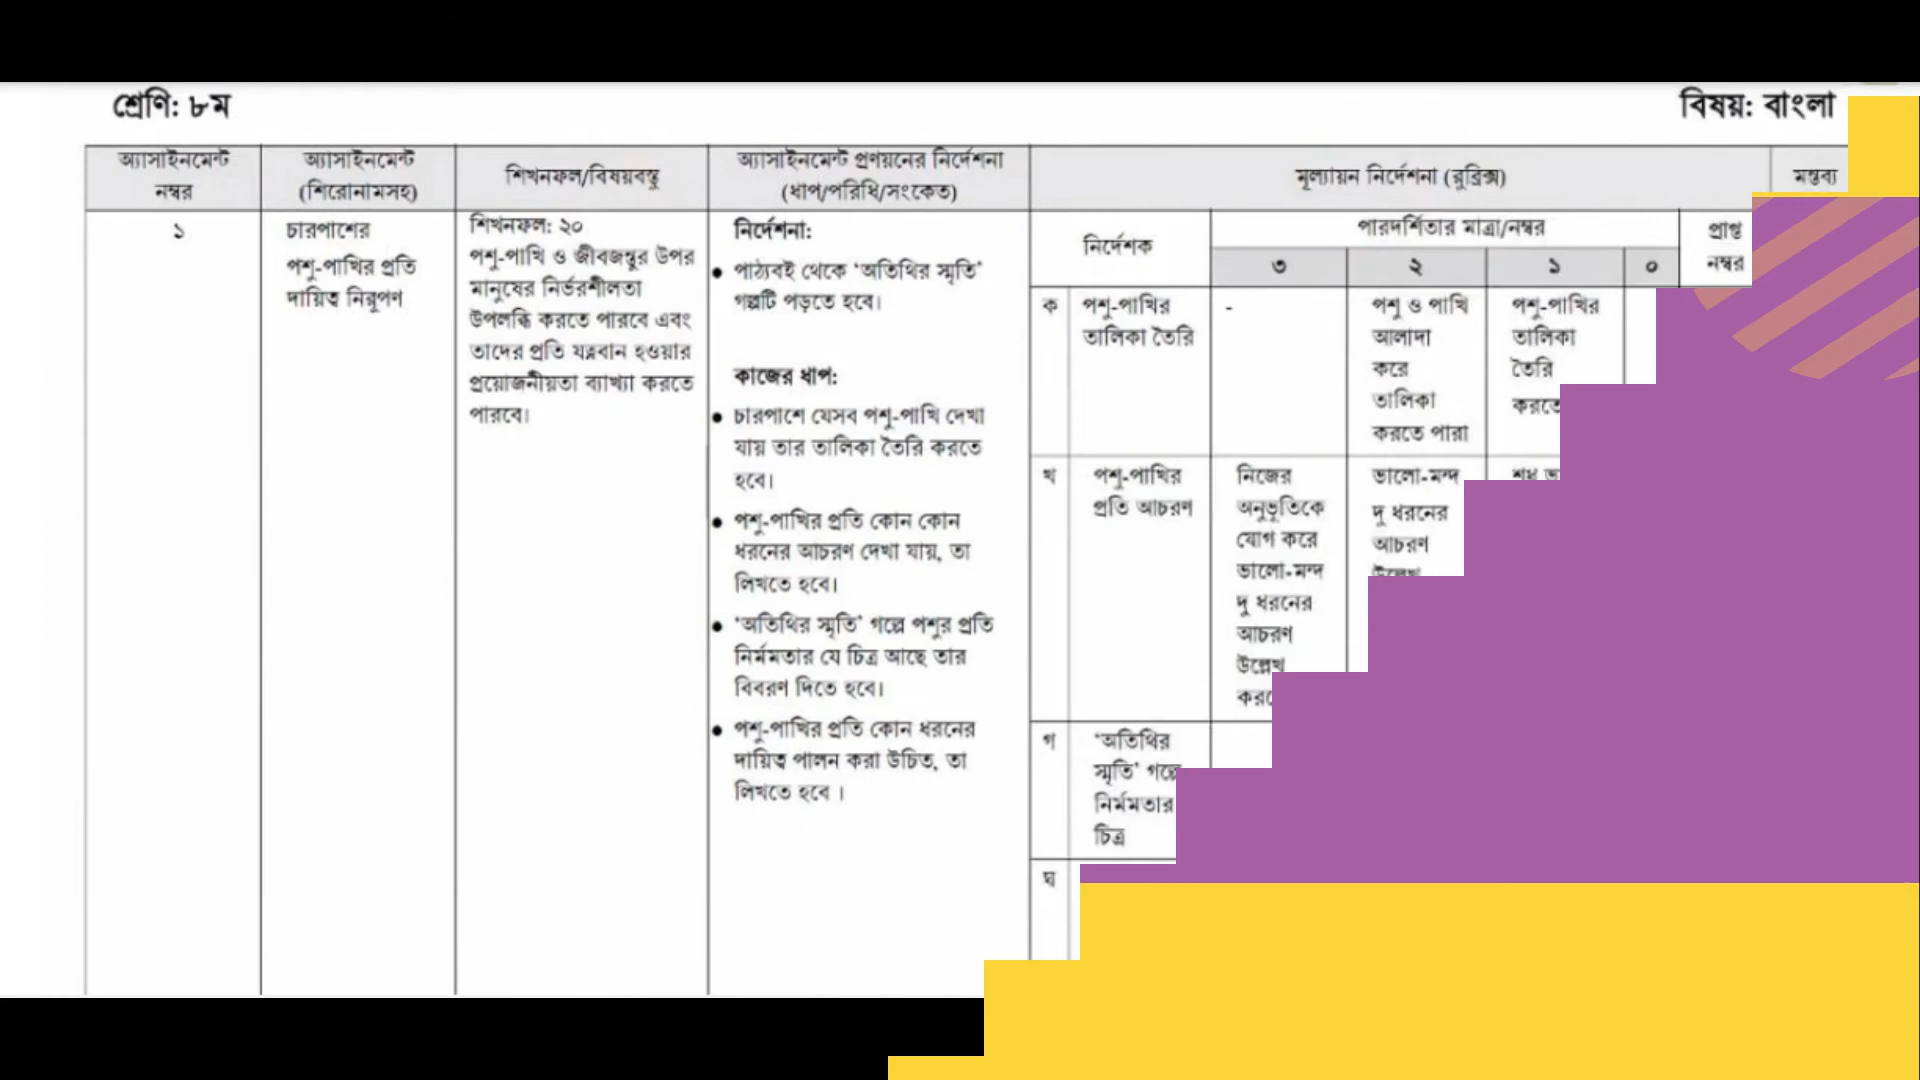 শ্রেণি: ৮ম
বিষয়: বাংলা
অ্যাসাইনমেন্ট
নম্বর
অ্যাসাইনমেন্ট
(শিরোনামসহ)
শিখনফল/বিষয়বস্তু
অ্যাসাইনমেন্ট প্রণয়নের নির্দেশনা
(ধাপ/পরিধি/সংকেত)
মূল্যায়ন নির্দেশনা (রুব্রিক্স)
মন্তব্য
১
চারপাশের
পশু-পাখির প্রতি
দায়িত্ব নিরূপণ
শিখনফল: ২০
পশু-পাখি ও জীবজন্তুর উপর
মানুষের নির্ভরশীলতা
উপলব্ধি করতে পারবে এবং
তাদের প্রতি যত্নবান হওয়ার
প্রয়োজনীয়তা ব্যাখ্যা করতে
পারবে।
নির্দেশনা:
● পাঠ্যবই থেকে ‘অতিথির স্মৃতি’
গল্পটি পড়তে হবে।
কাজের ধাপ:
● চারপাশে যেসব পশু-পাখি দেখা
যায় তার তালিকা তৈরি করতে
হবে।
● পশু-পাখির প্রতি কোন কোন
ধরনের আচরণ দেখা যায়, তা
লিখতে হবে।
● ‘অতিথির স্মৃতি’ গল্পে পশুর প্রতি
নির্মমতার যে চিত্র আছে তার
বিবরণ দিতে হবে।
● পশু-পাখির প্রতি কোন ধরনের
দায়িত্ব পালন করা উচিত, তা
লিখতে হবে ।
নির্দেশক
পারদর্শিতার মাত্রা/নম্বর
প্রাপ্ত
নম্বর
৩
২
১
০
ক
পশু-পাখির
তালিকা তৈরি
-
পশু ও পাখি
আলাদা
করে
তালিকা
করতে পারা
পশু-পাখির
তালিকা
তৈরি
করতে
খ
পশু-পাখির
প্রতি আচরণ
নিজের
অনুভূতিকে
যোগ করে
ভালো-মন্দ
দু ধরনের
আচরণ
উল্লেখ
ভালো-মন্দ
দু ধরনের
আচরণ
গ
‘অতিথির
স্মৃতি’ গল্পে
নির্মমতার
চিত্র
ঘ